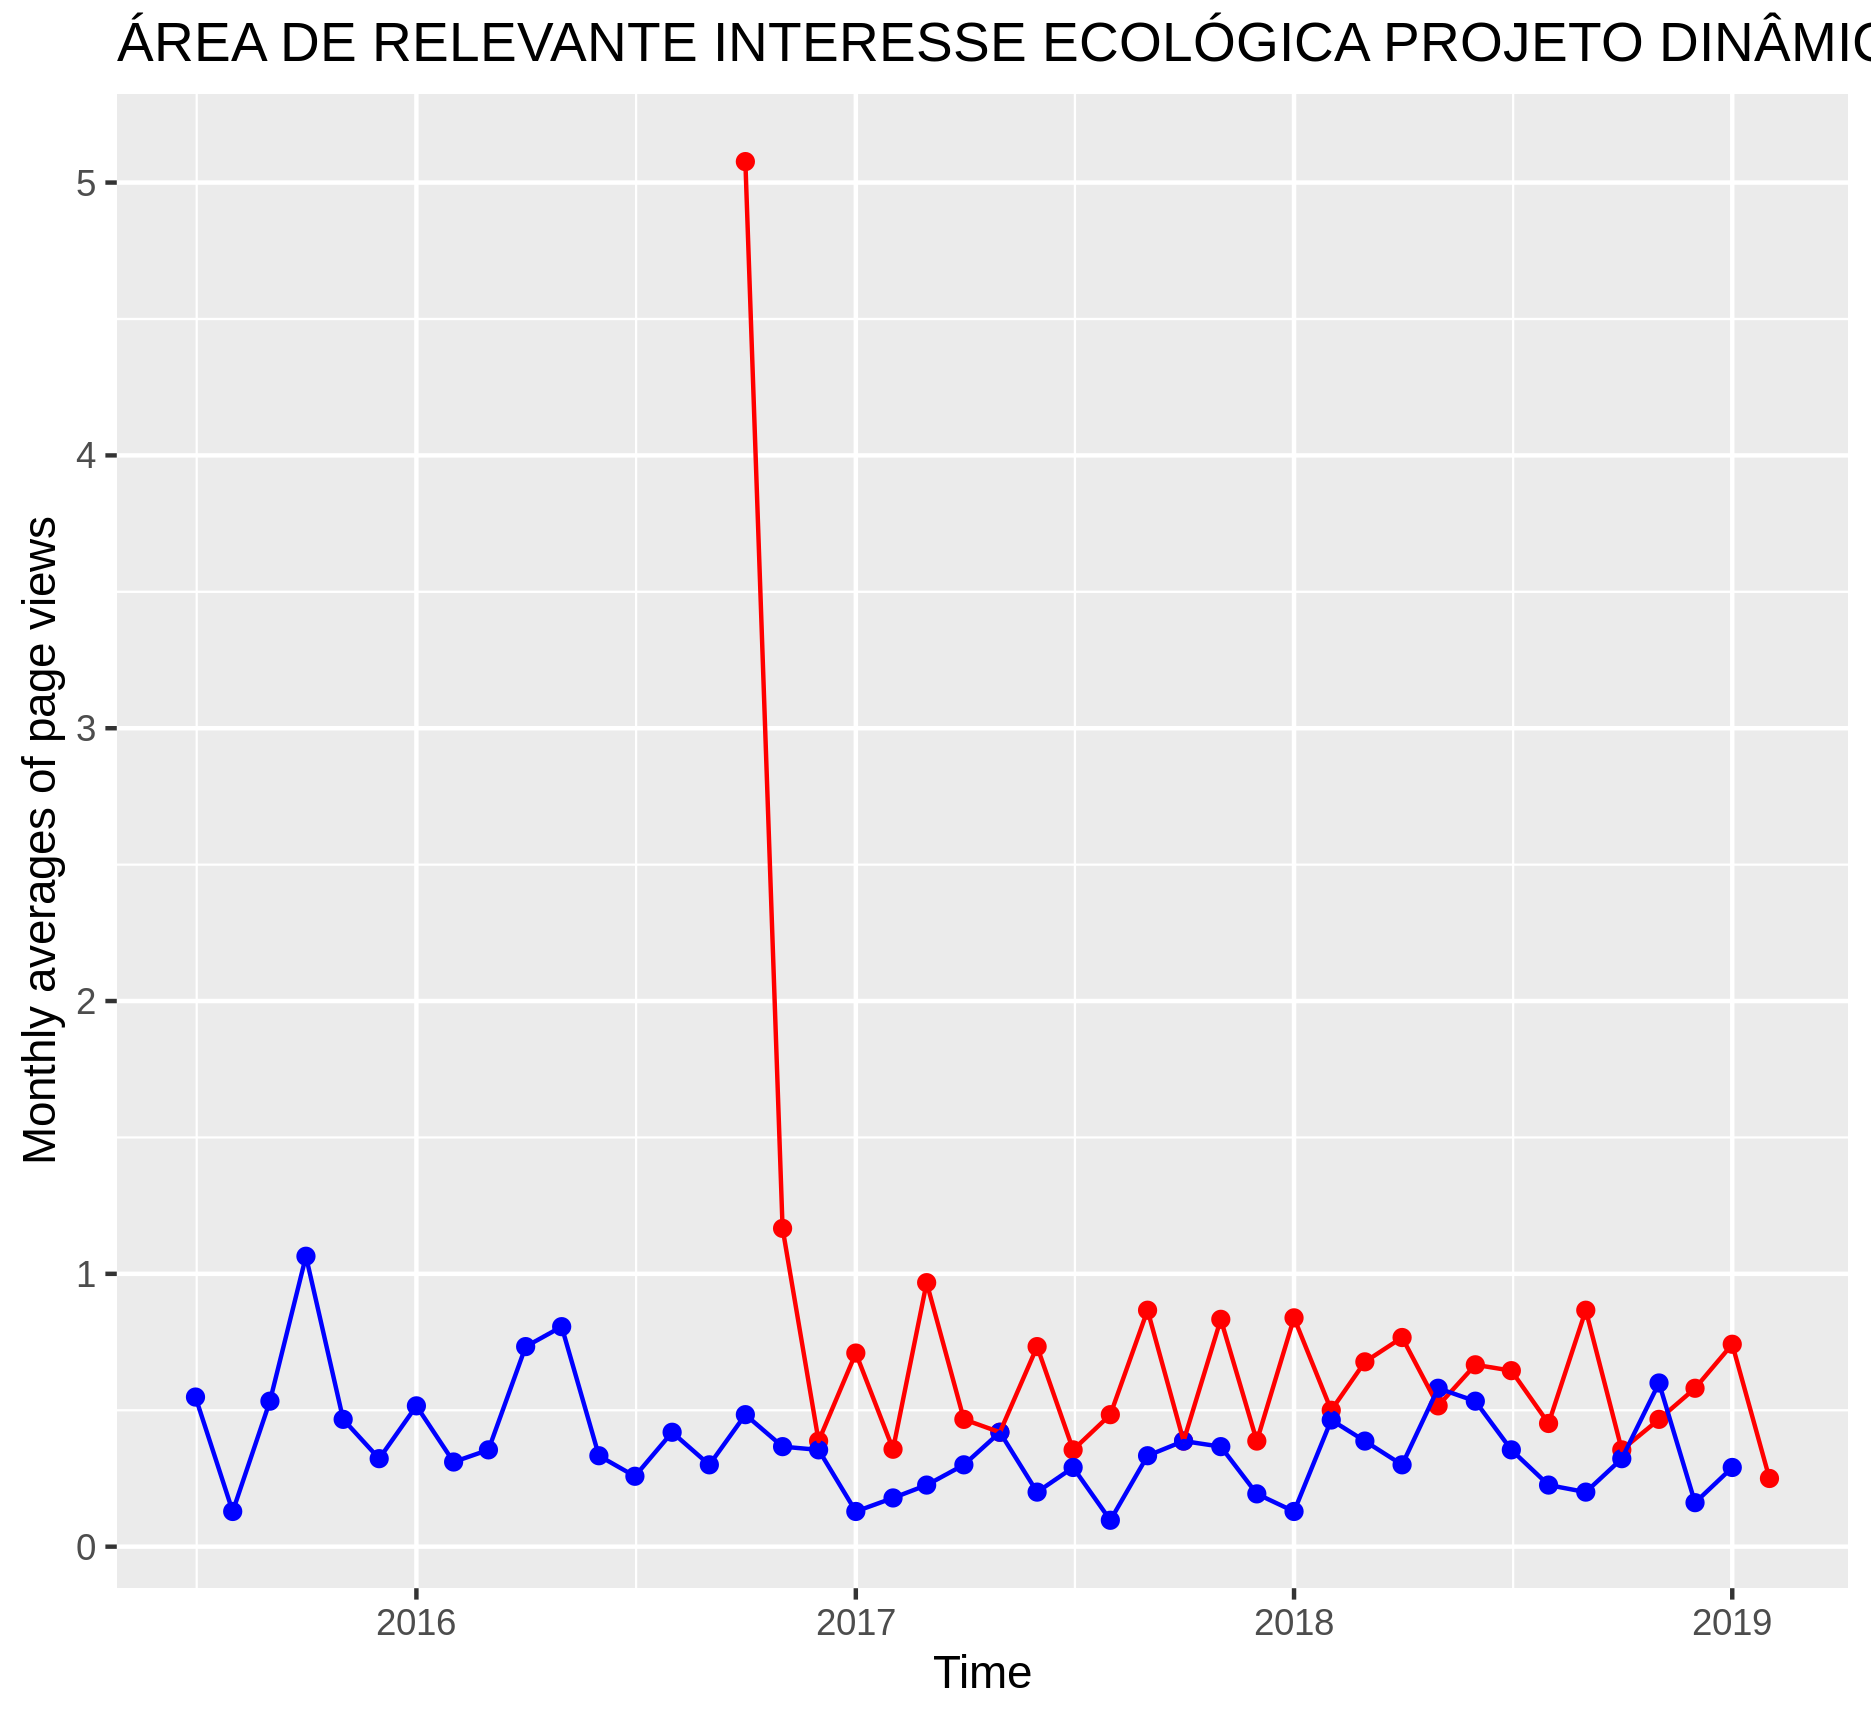 ÁREA DE RELEVANTE INTERESSE ECOLÓGICA PROJETO DINÂMIC
5
4
3
2
1
0
Monthly averages of page views
2016 2017 2018 2019
Time